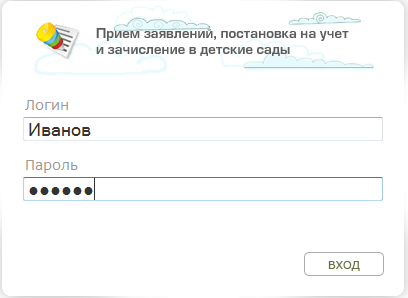 Прием заявлений, постановка на учет
и зачисление в детские сады
Логин
Иванов
Пароль
●●●●●●
ВХОД